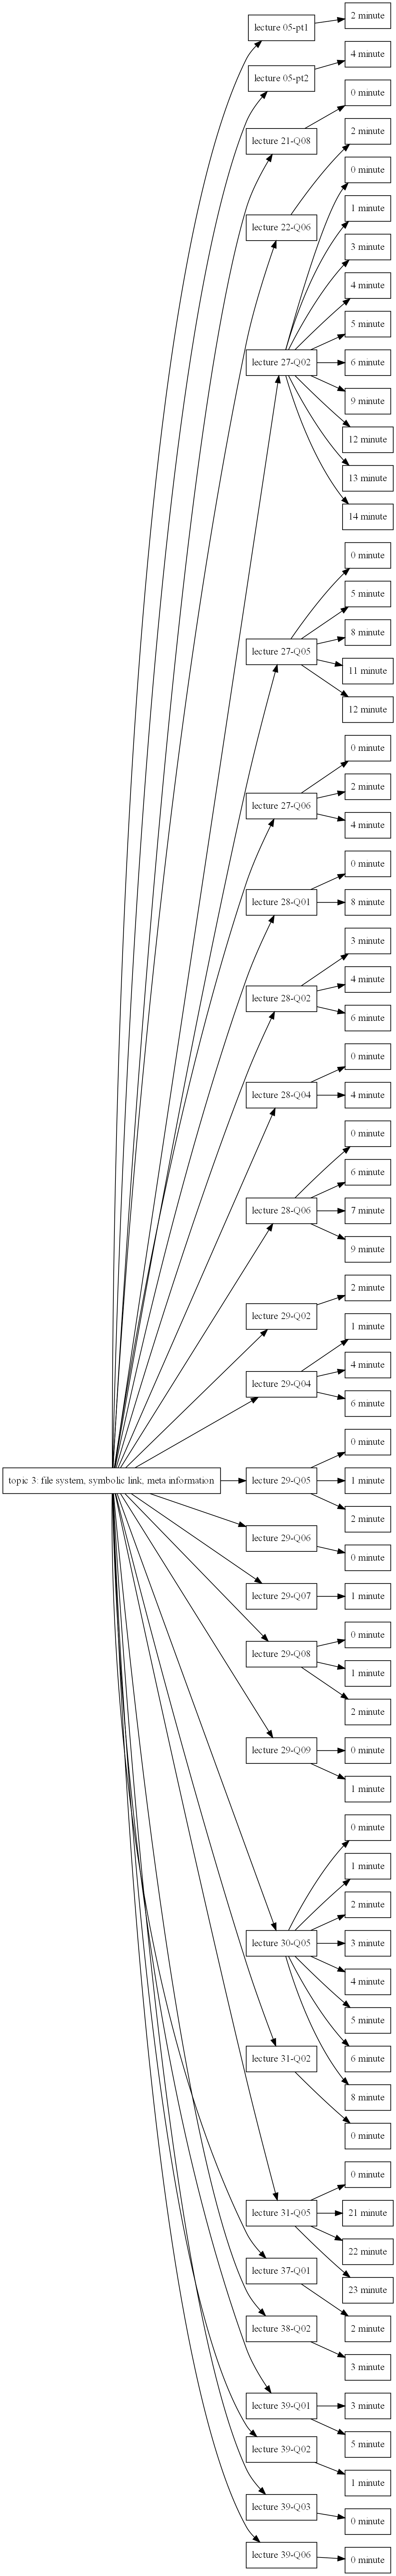 lecture 05-pt1
2 minute
lecture 05-pt2
4 minute
lecture 21-Q08
0 minute
lecture 22-Q06
2 minute
lecture 27-Q02
0 minute
1 minute
3 minute
4 minute
5 minute
6 minute
9 minute
12 minute
13 minute
14 minute
lecture 27-Q05
0 minute
5 minute
8 minute
11 minute
12 minute
lecture 27-Q06
0 minute
2 minute
4 minute
lecture 28-Q01
0 minute
8 minute
lecture 28-Q02
3 minute
4 minute
6 minute
lecture 28-Q04
0 minute
4 minute
lecture 28-Q06
0 minute
6 minute
7 minute
9 minute
lecture 29-Q02
2 minute
lecture 29-Q04
1 minute
4 minute
6 minute
topic 3: file system, symbolic link, meta information
lecture 29-Q05
0 minute
1 minute
2 minute
lecture 29-Q06
0 minute
lecture 29-Q07
1 minute
lecture 29-Q08
0 minute
1 minute
2 minute
lecture 29-Q09
0 minute
1 minute
lecture 30-Q05
0 minute
1 minute
2 minute
3 minute
4 minute
5 minute
6 minute
8 minute
lecture 31-Q02
0 minute
lecture 31-Q05
0 minute
21 minute
22 minute
23 minute
lecture 37-Q01
2 minute
lecture 38-Q02
3 minute
lecture 39-Q01
3 minute
5 minute
lecture 39-Q02
1 minute
lecture 39-Q03
0 minute
lecture 39-Q06
0 minute